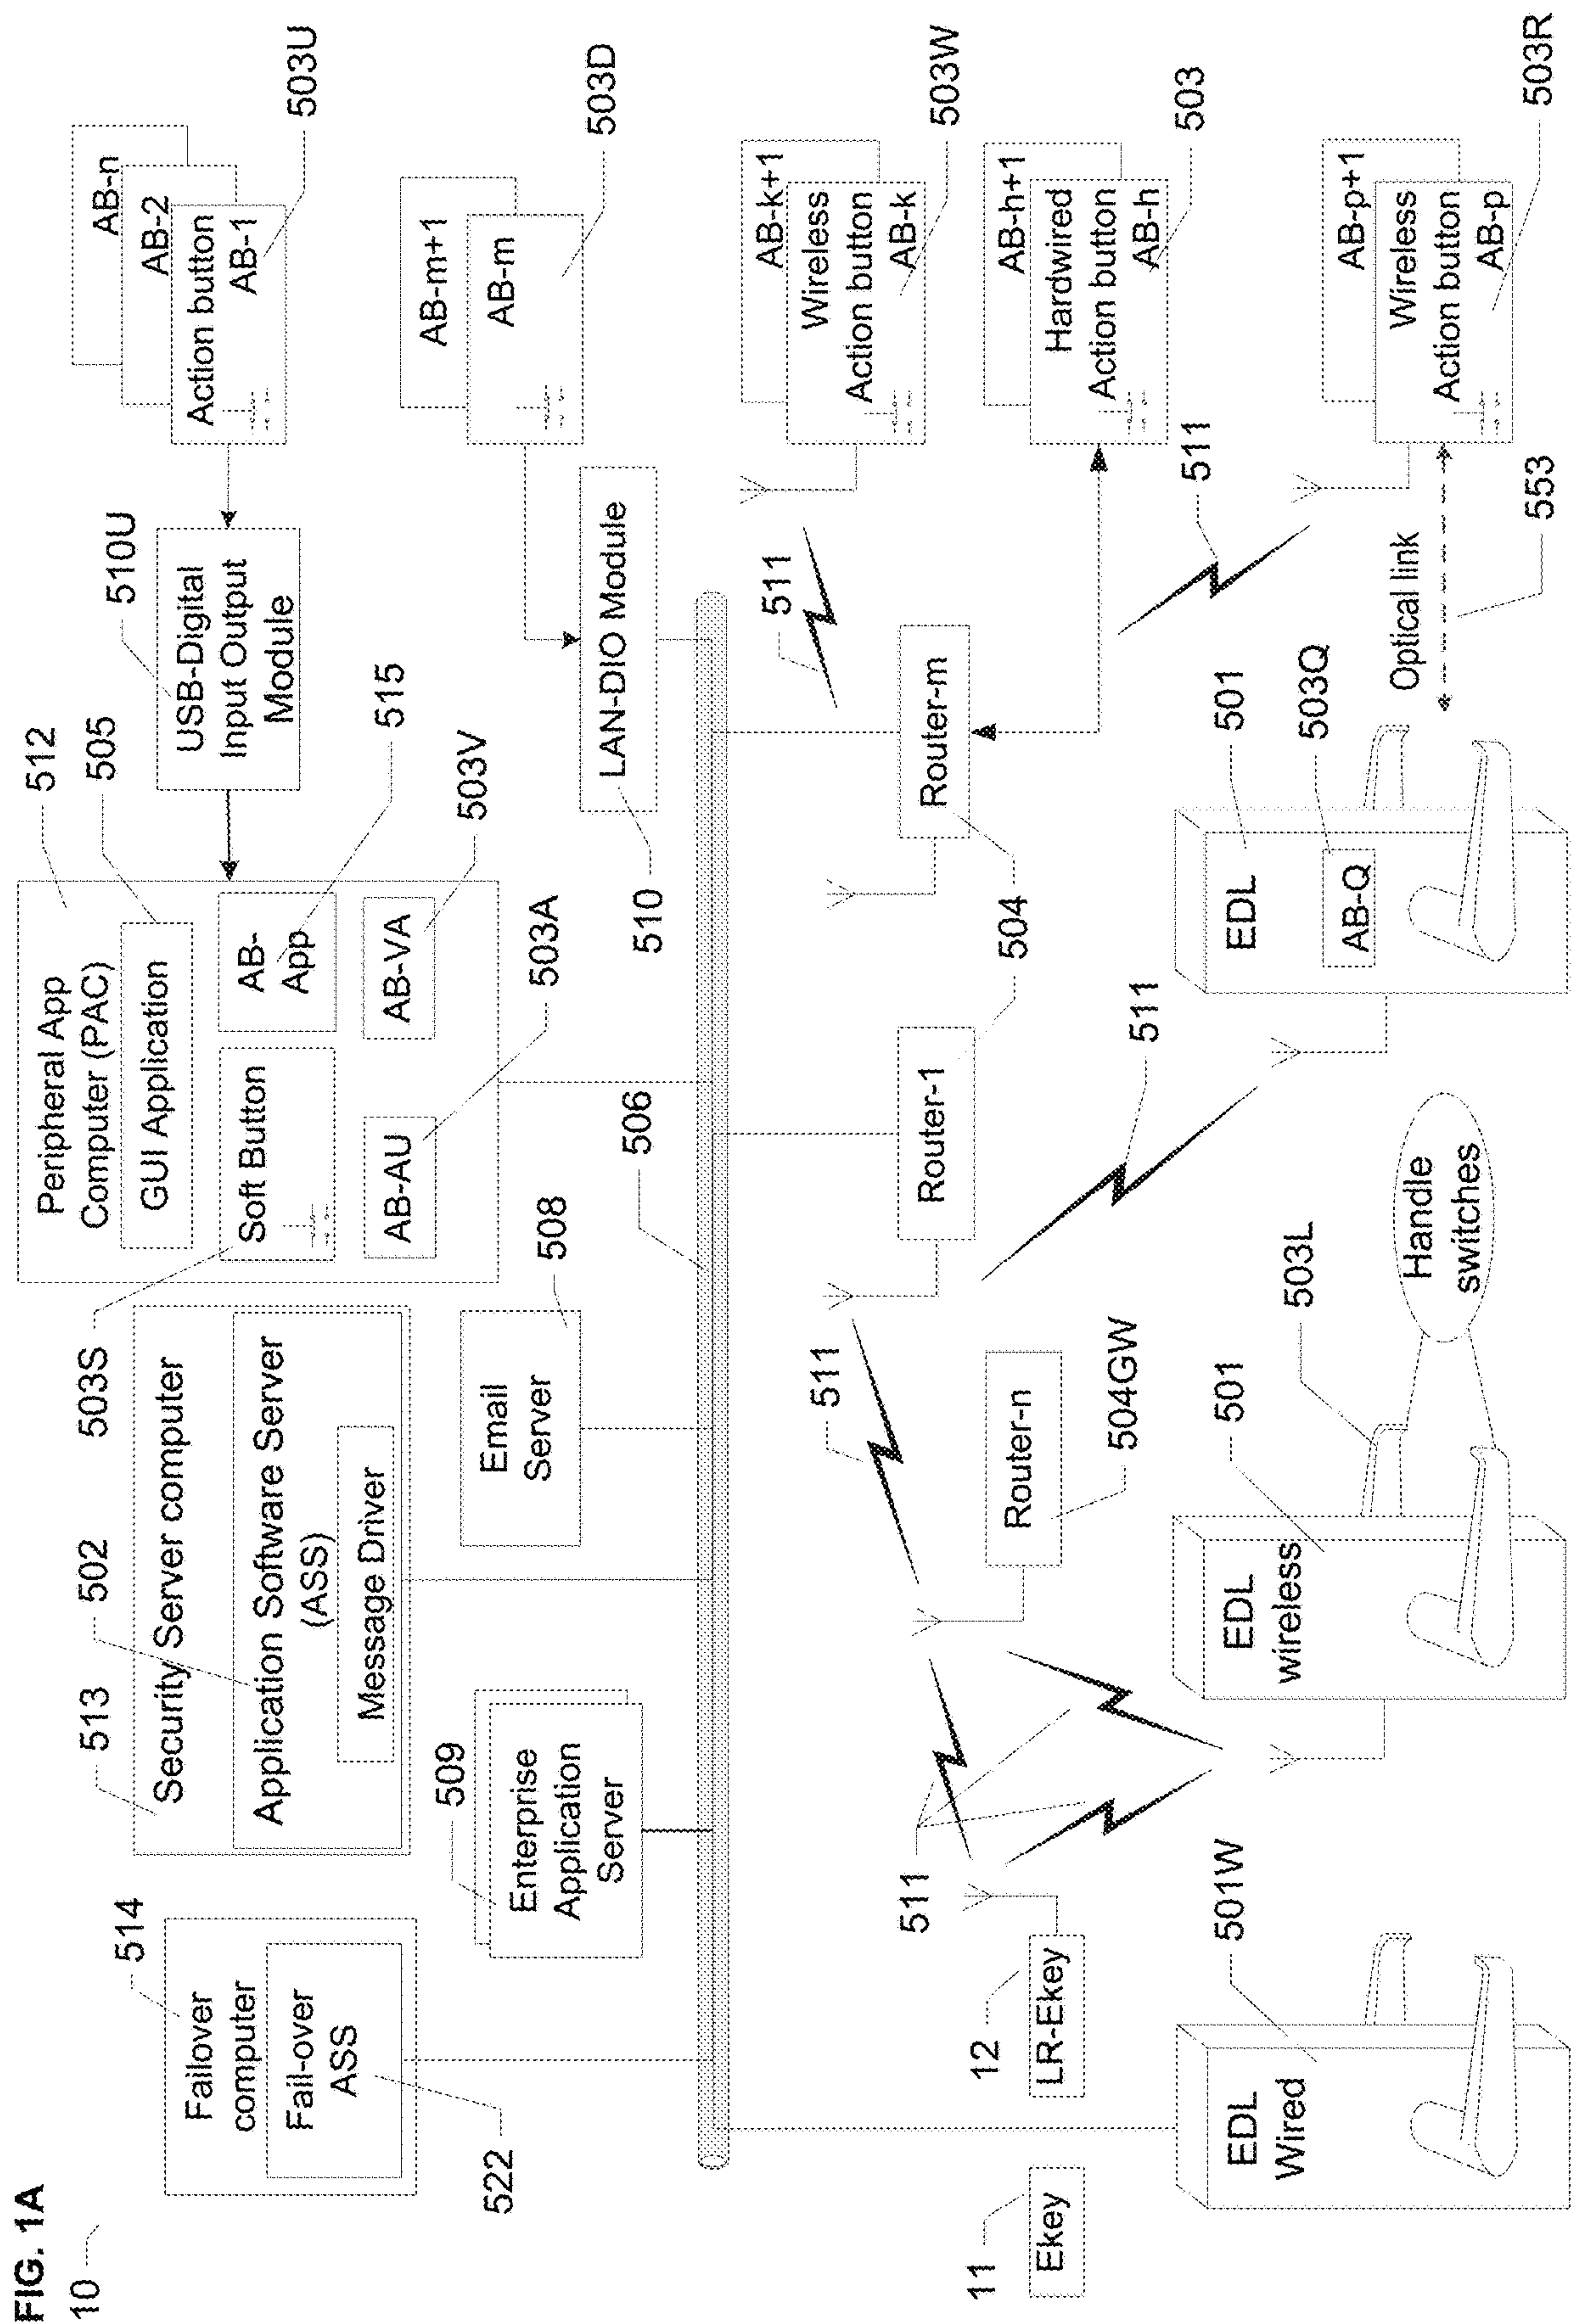 FIG. 1A
10
514
Failover
computer
Fail-over
ASS
522
513
502
503S
Security Server computer
Application Software Server
(ASS)
Message Driver
512
505
Peripheral App
Computer (PAC)
GUI Application
Soft Button
AB-
App
515
AB-AU
AB-VA
503V
503A
510U
USB-Digital
Input Output
Module
AB-n
AB-2
Action button
AB-1
503U
AB-m+1
AB-m
503D
509
Enterprise
Application
Server
Email
Server
508
506
510
LAN-DIO Module
511
AB-k+1
Wireless
Action button
AB-k
503W
AB-h+1
Hardwired
Action button
AB-h
503
Router-m
Router-1
504
511
Router-n
504GW
511
511
511
AB-p+1
Wireless
Action button
AB-p
503R
Optical link
553
11
Ekey
12
LR-Ekey
501W
EDL
Wired
501
EDL
wireless
503L
Handle
switches
501
EDL
503Q
AB-Q